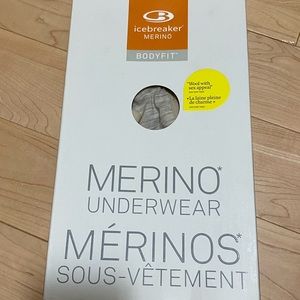 icebreaker
MERINO
BODYFIT
"Wool with
sex appeal"
«La laine pleine
de charme»
MERINO*
UNDERWEAR
MÉRINOS*
SOUS-VÊTEMENT